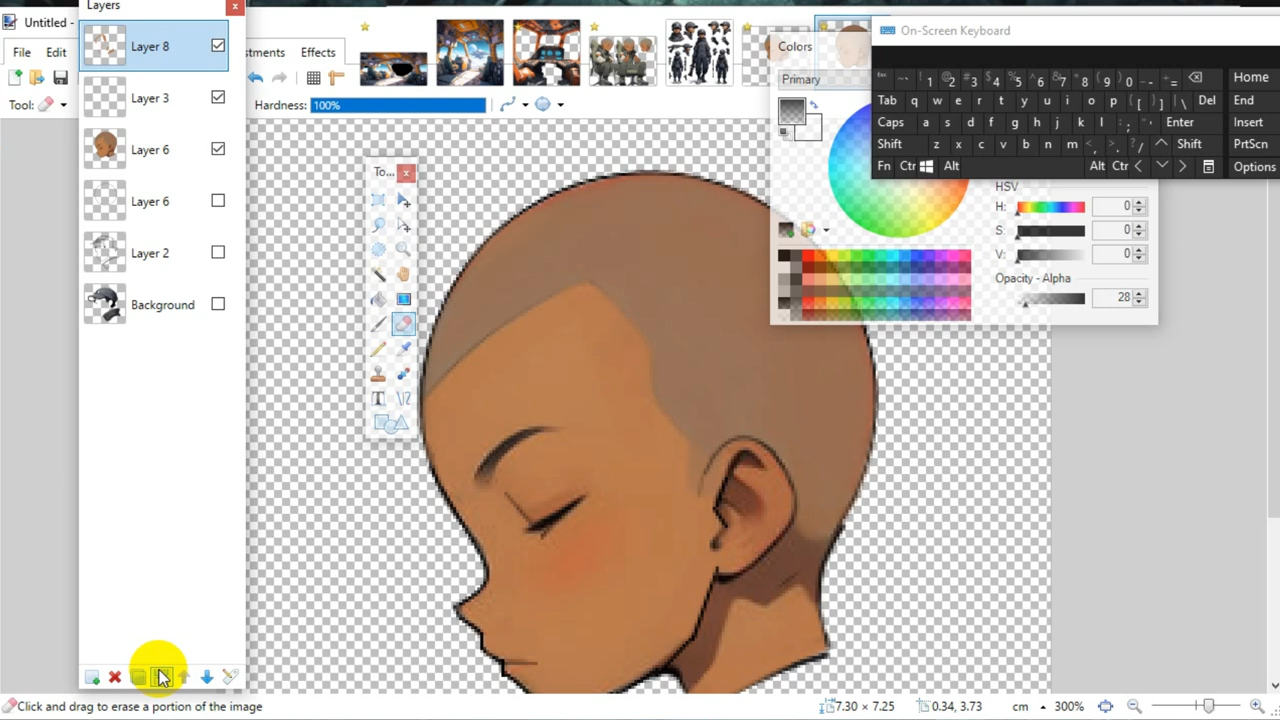 Layers
Untitled -
Layer 8
Layer 3
Layer 6
Layer 6
Layer 2
Background
File Edit
stments Effects
Tool:
Hardness: 100%
To...
Colors
Primary
HSV
H: 0
S: 0
V: 0
Opacity - Alpha
28
On-Screen Keyboard
Home
Tab q w e r t y u i o p [ ] \ Del End
Caps a s d f g h j k l ; ' Enter Insert
Shift z x c v b n m , . / Shift PrtScn
Fn Ctr Alt Alt Ctr Options
Click and drag to erase a portion of the image
7.30 × 7.25
0.34, 3.73
cm
300%